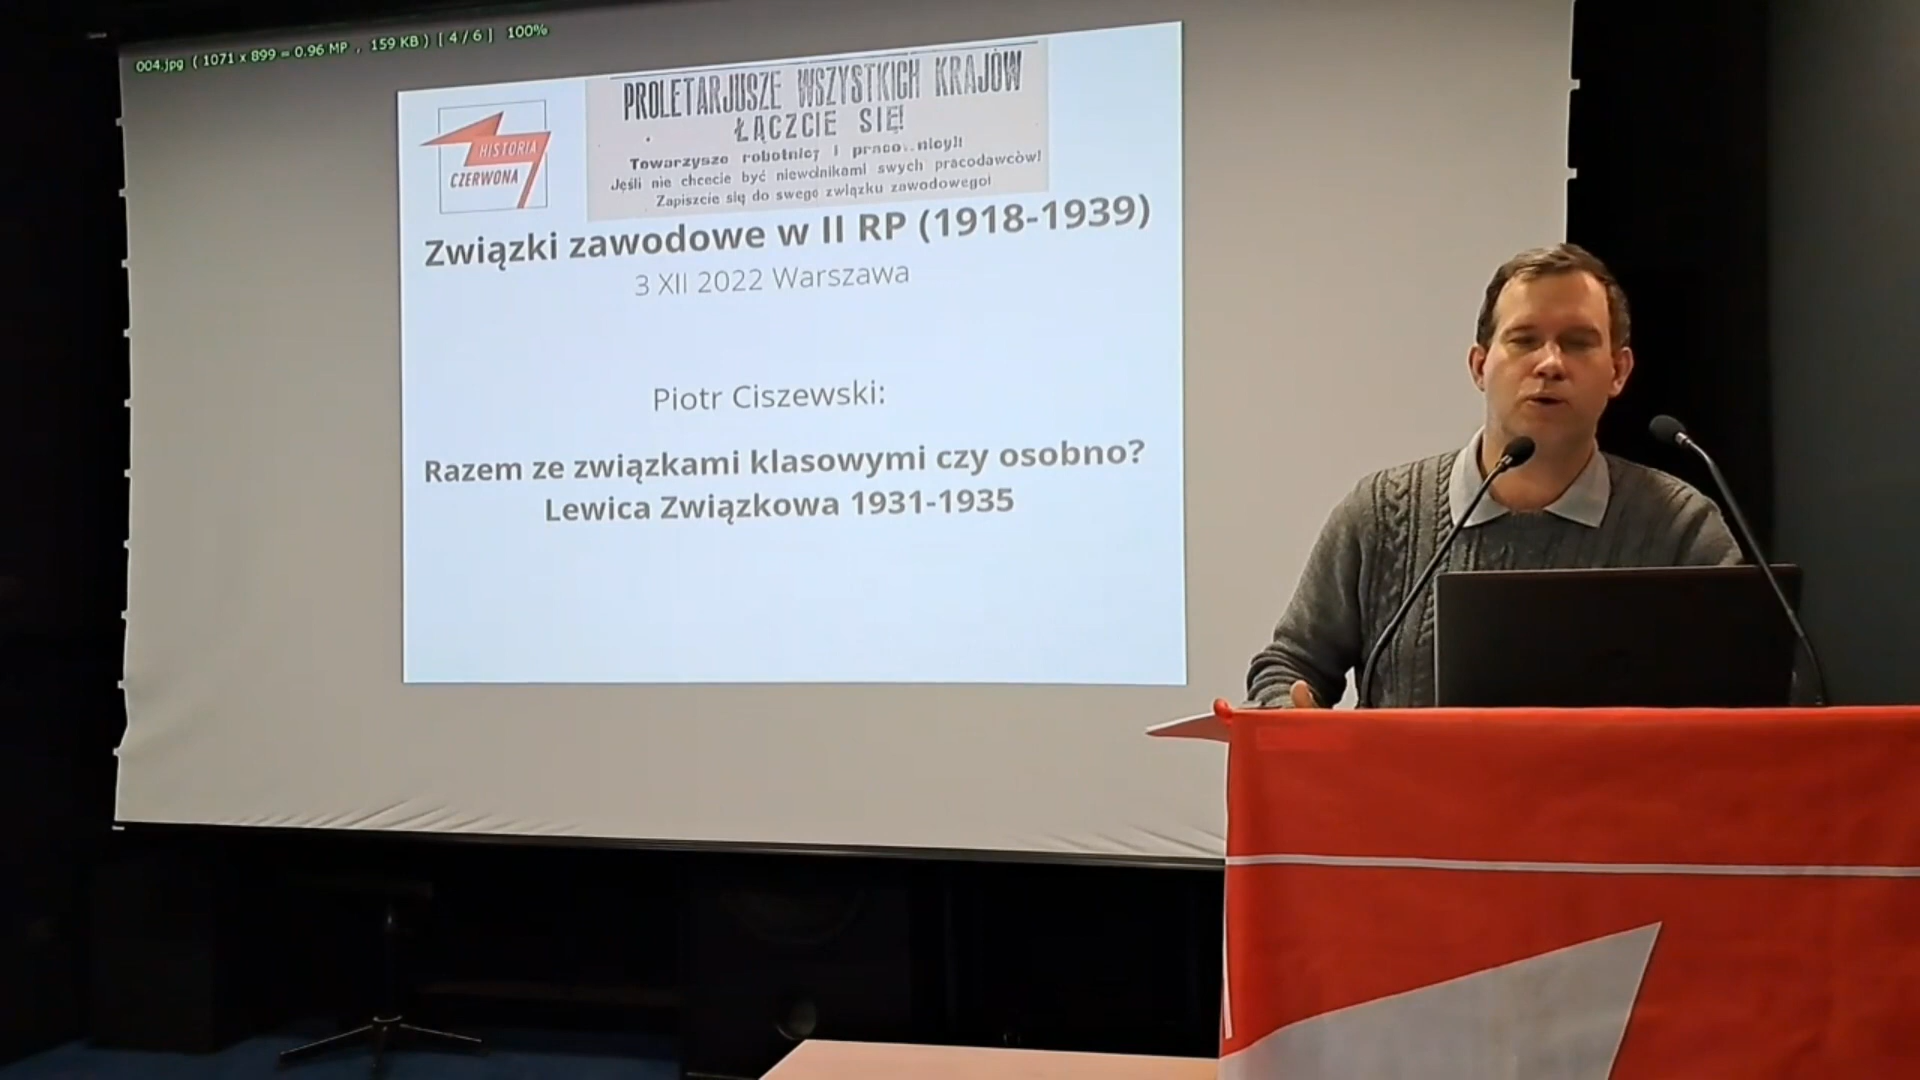 004.jpg ( 1071 x 899 = 0.96 MP , 159 KB ) [ 4 / 6 ] 100%
HISTORIA
CZERWONA
PROLETARJUSZE WSZYSTKICH KRAJÓW
ŁĄCZCIE SIĘ!
Towarzysze robotnicy i
Jeśli nie chcecie być niewolnikami swych pracodawców!
Zapiszcie się do swego związku zawodowego!
Związki zawodowe w II RP (1918-1939)
3 XII 2022 Warszawa
Piotr Ciszewski:
Razem ze związkami klasowymi czy osobno?
Lewica Związkowa 1931-1935